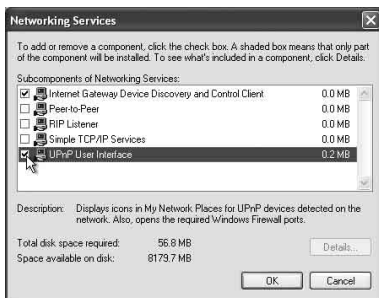 Networking Services
To add or remove a component, click the check box. A shaded box means that only part
of the component will be installed. To see what's included in a component, click Details.
Subcomponents of Networking Services:
Internet Gateway Device Discovery and Control Client 0.0 MB
Peer-to-Peer 0.0 MB
RIP Listener 0.0 MB
Simple TCP/IP Services 0.0 MB
UPnP User Interface 0.2 MB
Description: Displays icons in My Network Places for UPnP devices detected on the
network. Also, opens the required Windows Firewall ports.
Total disk space required: 56.8 MB
Details...
Space available on disk: 8179.7 MB
OK Cancel